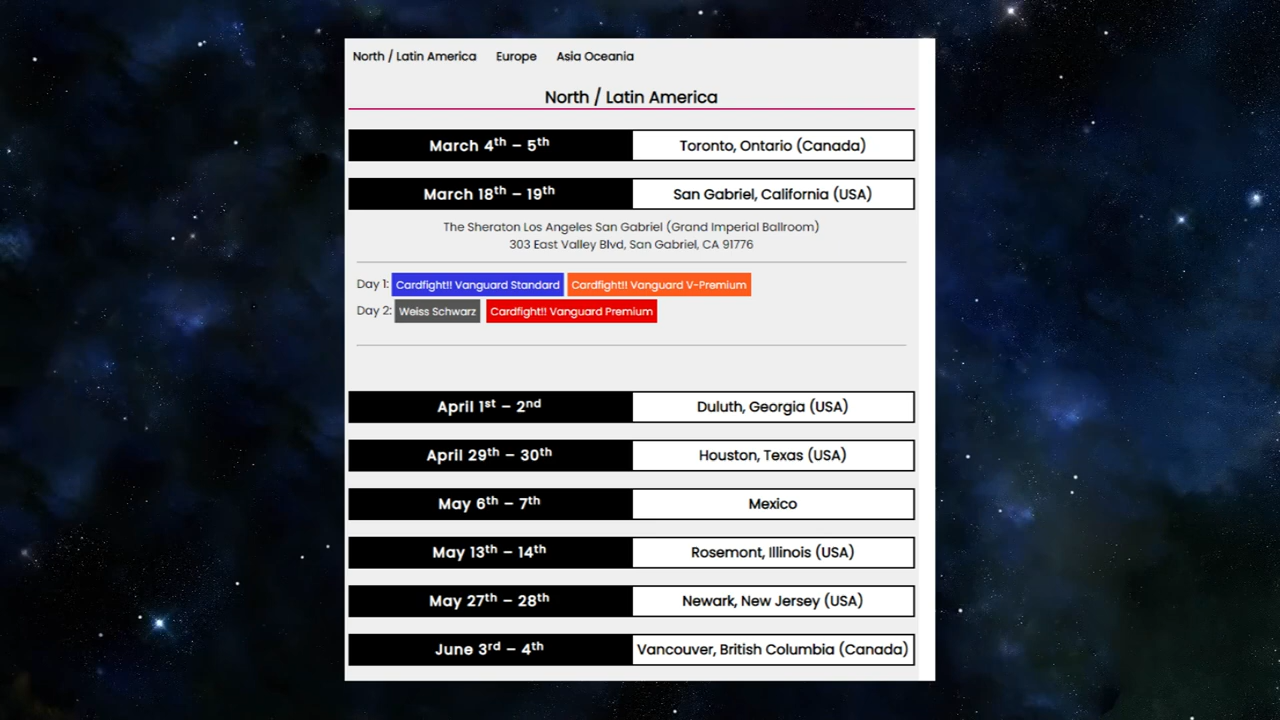 North / Latin America Europe Asia Oceania
North / Latin America
March 4th – 5th Toronto, Ontario (Canada)
March 18th – 19th San Gabriel, California (USA)
The Sheraton Los Angeles San Gabriel (Grand Imperial Ballroom)
303 East Valley Blvd, San Gabriel, CA 91776
Day 1: Cardfight!! Vanguard Standard Cardfight!! Vanguard V-Premium
Day 2: Weiss Schwarz Cardfight!! Vanguard Premium
April 1st – 2nd Duluth, Georgia (USA)
April 29th – 30th Houston, Texas (USA)
May 6th – 7th Mexico
May 13th – 14th Rosemont, Illinois (USA)
May 27th – 28th Newark, New Jersey (USA)
June 3rd – 4th Vancouver, British Columbia (Canada)